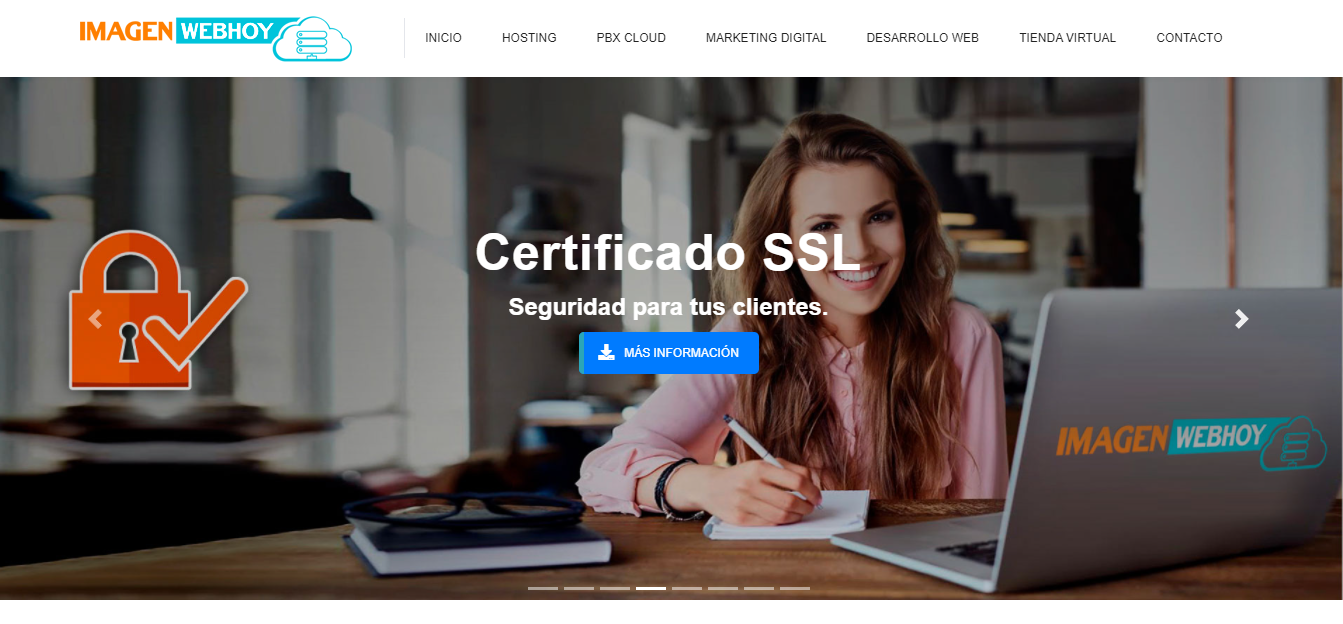 IMAGEN WEBHOY
INICIO HOSTING PBX CLOUD MARKETING DIGITAL DESARROLLO WEB TIENDA VIRTUAL CONTACTO
Certificado SSL
Seguridad para tus clientes.
MÁS INFORMACIÓN
IMAGEN WEBHOY